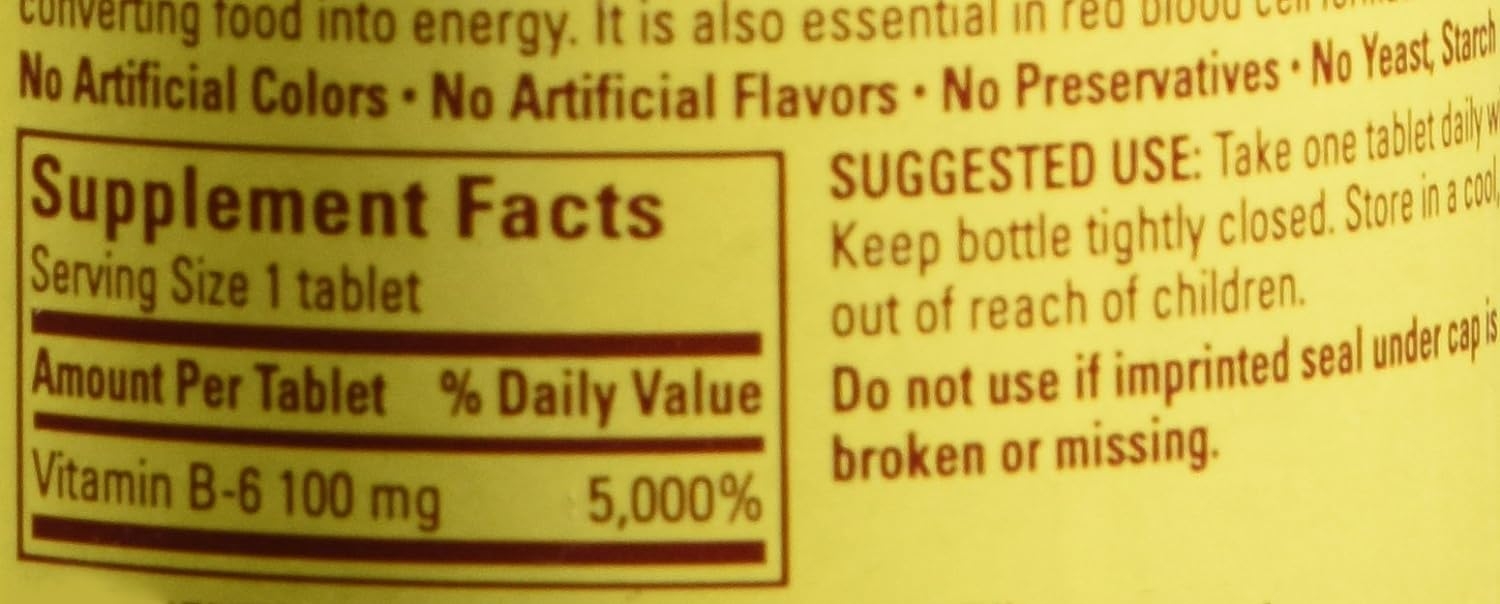 converting food into energy. It is also essential in red blood cell
No Artificial Colors • No Artificial Flavors • No Preservatives • No Yeast, Starch
Supplement Facts
Serving Size 1 tablet
Amount Per Tablet % Daily Value
Vitamin B-6 100 mg 5,000%
SUGGESTED USE: Take one tablet daily
Keep bottle tightly closed. Store in a cool,
out of reach of children.
Do not use if imprinted seal under cap is
broken or missing.